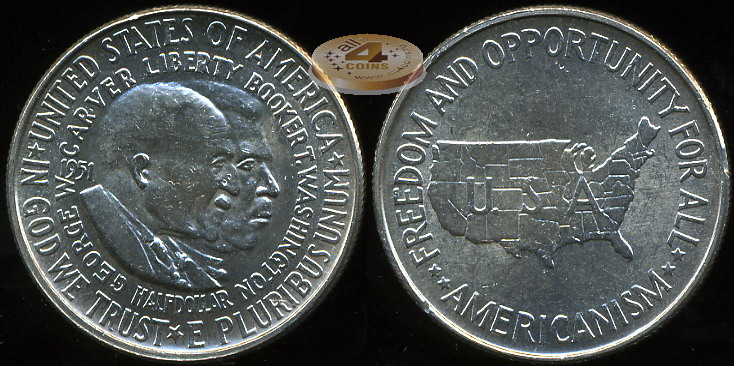 UNITED STATES OF AMERICA
IN GOD WE TRUST ★ E PLURIBUS UNUM ★
GEORGE W. CARVER LIBERTY BOOKER T. WASHINGTON
1951
HALF DOLLAR
all
4
COINS
FREEDOM AND OPPORTUNITY FOR ALL
U.S.A
★★ AMERICANISM ★★